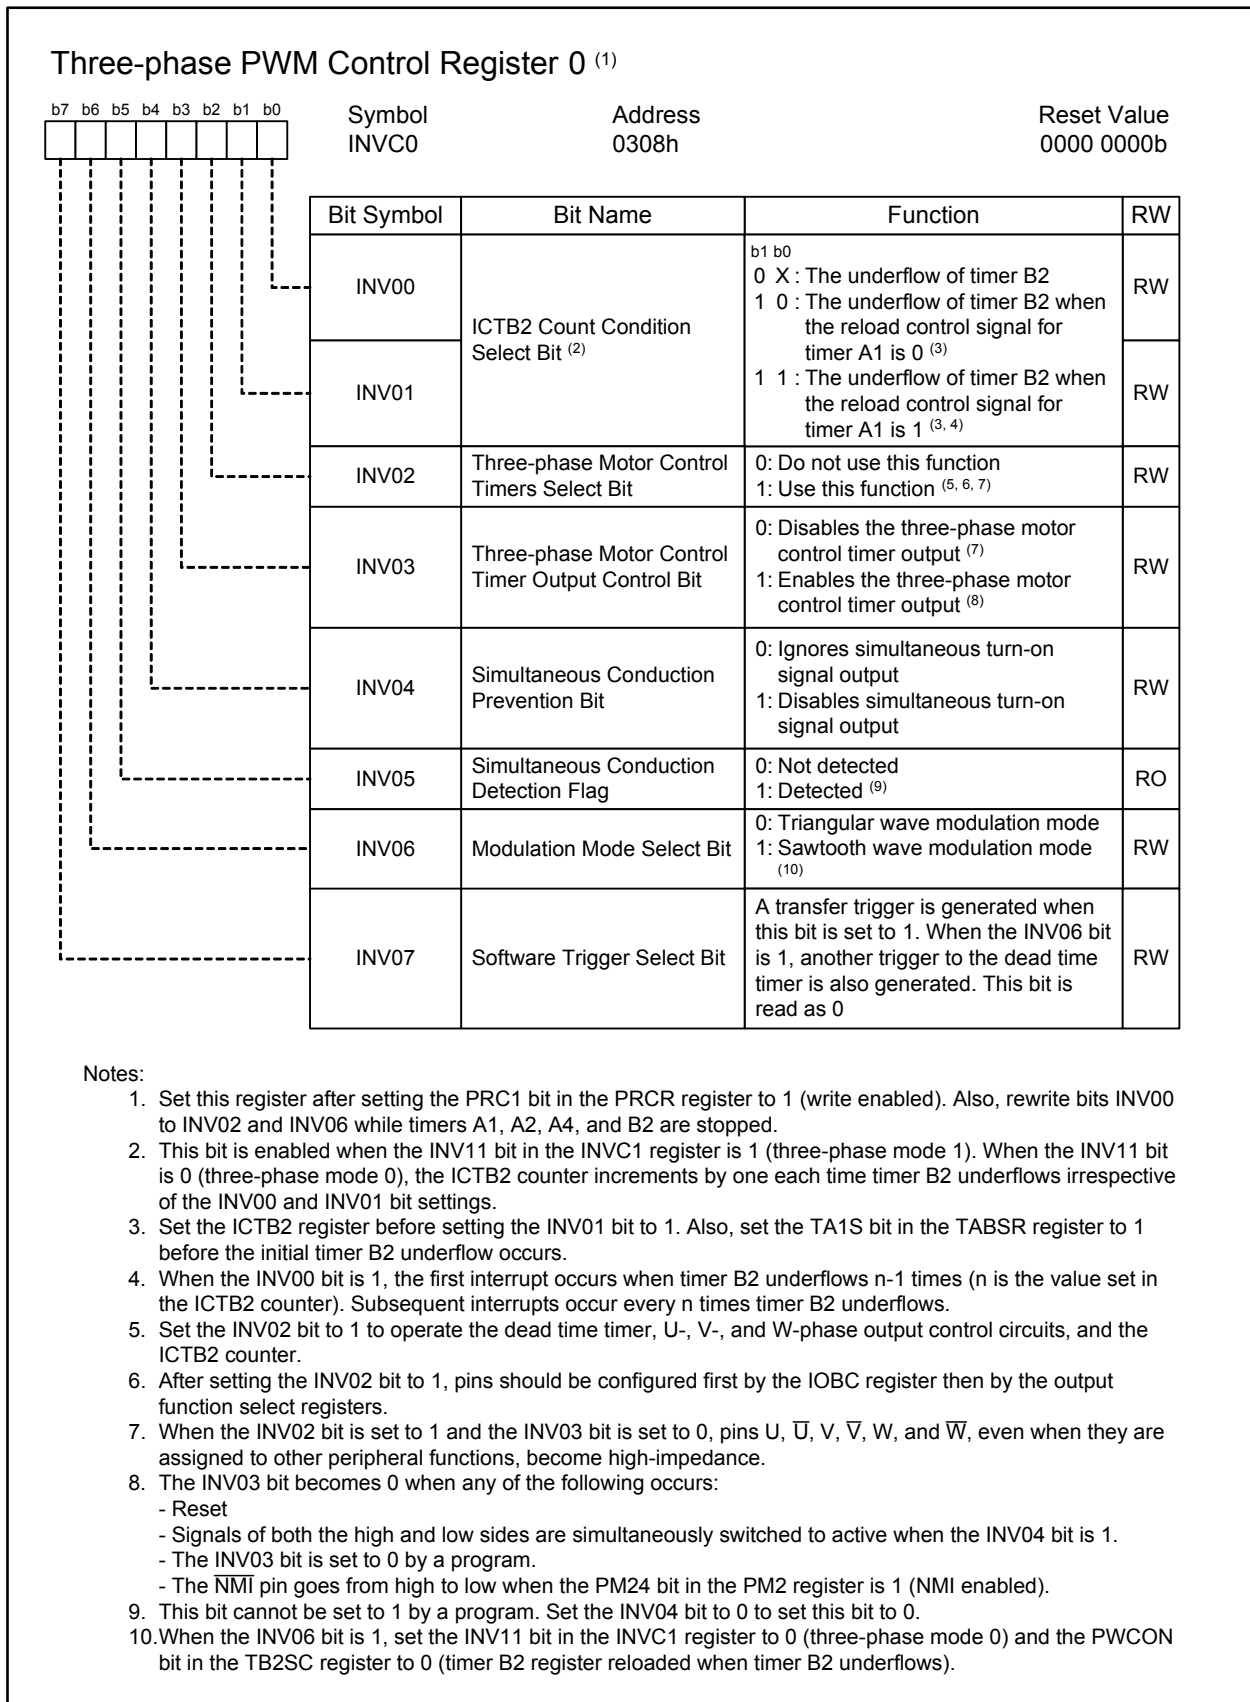 Three-phase PWM Control Register 0 (1)
b7 b6 b5 b4 b3 b2 b1 b0
Symbol Address Reset Value
INVC0 0308h 0000 0000b
Bit Symbol Bit Name Function RW
INV00
INV01
ICTB2 Count Condition
Select Bit (2)
b1 b0
0 X : The underflow of timer B2
1 0 : The underflow of timer B2 when
the reload control signal for
timer A1 is 0 (3)
1 1 : The underflow of timer B2 when
the reload control signal for
timer A1 is 1 (3, 4)
RW
RW
INV02
Three-phase Motor Control
Timers Select Bit
0: Do not use this function
1: Use this function (5, 6, 7)
RW
INV03
Three-phase Motor Control
Timer Output Control Bit
0: Disables the three-phase motor
control timer output (7)
1: Enables the three-phase motor
control timer output (8)
RW
INV04
Simultaneous Conduction
Prevention Bit
0: Ignores simultaneous turn-on
signal output
1: Disables simultaneous turn-on
signal output
RW
INV05
Simultaneous Conduction
Detection Flag
0: Not detected
1: Detected (9)
RO
INV06
Modulation Mode Select Bit
0: Triangular wave modulation mode
1: Sawtooth wave modulation mode
(10)
RW
INV07
Software Trigger Select Bit
A transfer trigger is generated when
this bit is set to 1. When the INV06 bit
is 1, another trigger to the dead time
timer is also generated. This bit is
read as 0
RW
Notes:
1. Set this register after setting the PRC1 bit in the PRCR register to 1 (write enabled). Also, rewrite bits INV00
to INV02 and INV06 while timers A1, A2, A4, and B2 are stopped.
2. This bit is enabled when the INV11 bit in the INVC1 register is 1 (three-phase mode 1). When the INV11 bit
is 0 (three-phase mode 0), the ICTB2 counter increments by one each time timer B2 underflows irrespective
of the INV00 and INV01 bit settings.
3. Set the ICTB2 register before setting the INV01 bit to 1. Also, set the TA1S bit in the TABSR register to 1
before the initial timer B2 underflow occurs.
4. When the INV00 bit is 1, the first interrupt occurs when timer B2 underflows n-1 times (n is the value set in
the ICTB2 counter). Subsequent interrupts occur every n times timer B2 underflows.
5. Set the INV02 bit to 1 to operate the dead time timer, U-, V-, and W-phase output control circuits, and the
ICTB2 counter.
6. After setting the INV02 bit to 1, pins should be configured first by the IOBC register then by the output
function select registers.
7. When the INV02 bit is set to 1 and the INV03 bit is set to 0, pins U, U̅, V, V̅, W, and W̅, even when they are
assigned to other peripheral functions, become high-impedance.
8. The INV03 bit becomes 0 when any of the following occurs:
- Reset
- Signals of both the high and low sides are simultaneously switched to active when the INV04 bit is 1.
- The INV03 bit is set to 0 by a program.
- The N̅M̅I̅ pin goes from high to low when the PM24 bit in the PM2 register is 1 (NMI enabled).
9. This bit cannot be set to 1 by a program. Set the INV04 bit to 0 to set this bit to 0.
10.When the INV06 bit is 1, set the INV11 bit in the INVC1 register to 0 (three-phase mode 0) and the PWCON
bit in the TB2SC register to 0 (timer B2 register reloaded when timer B2 underflows).